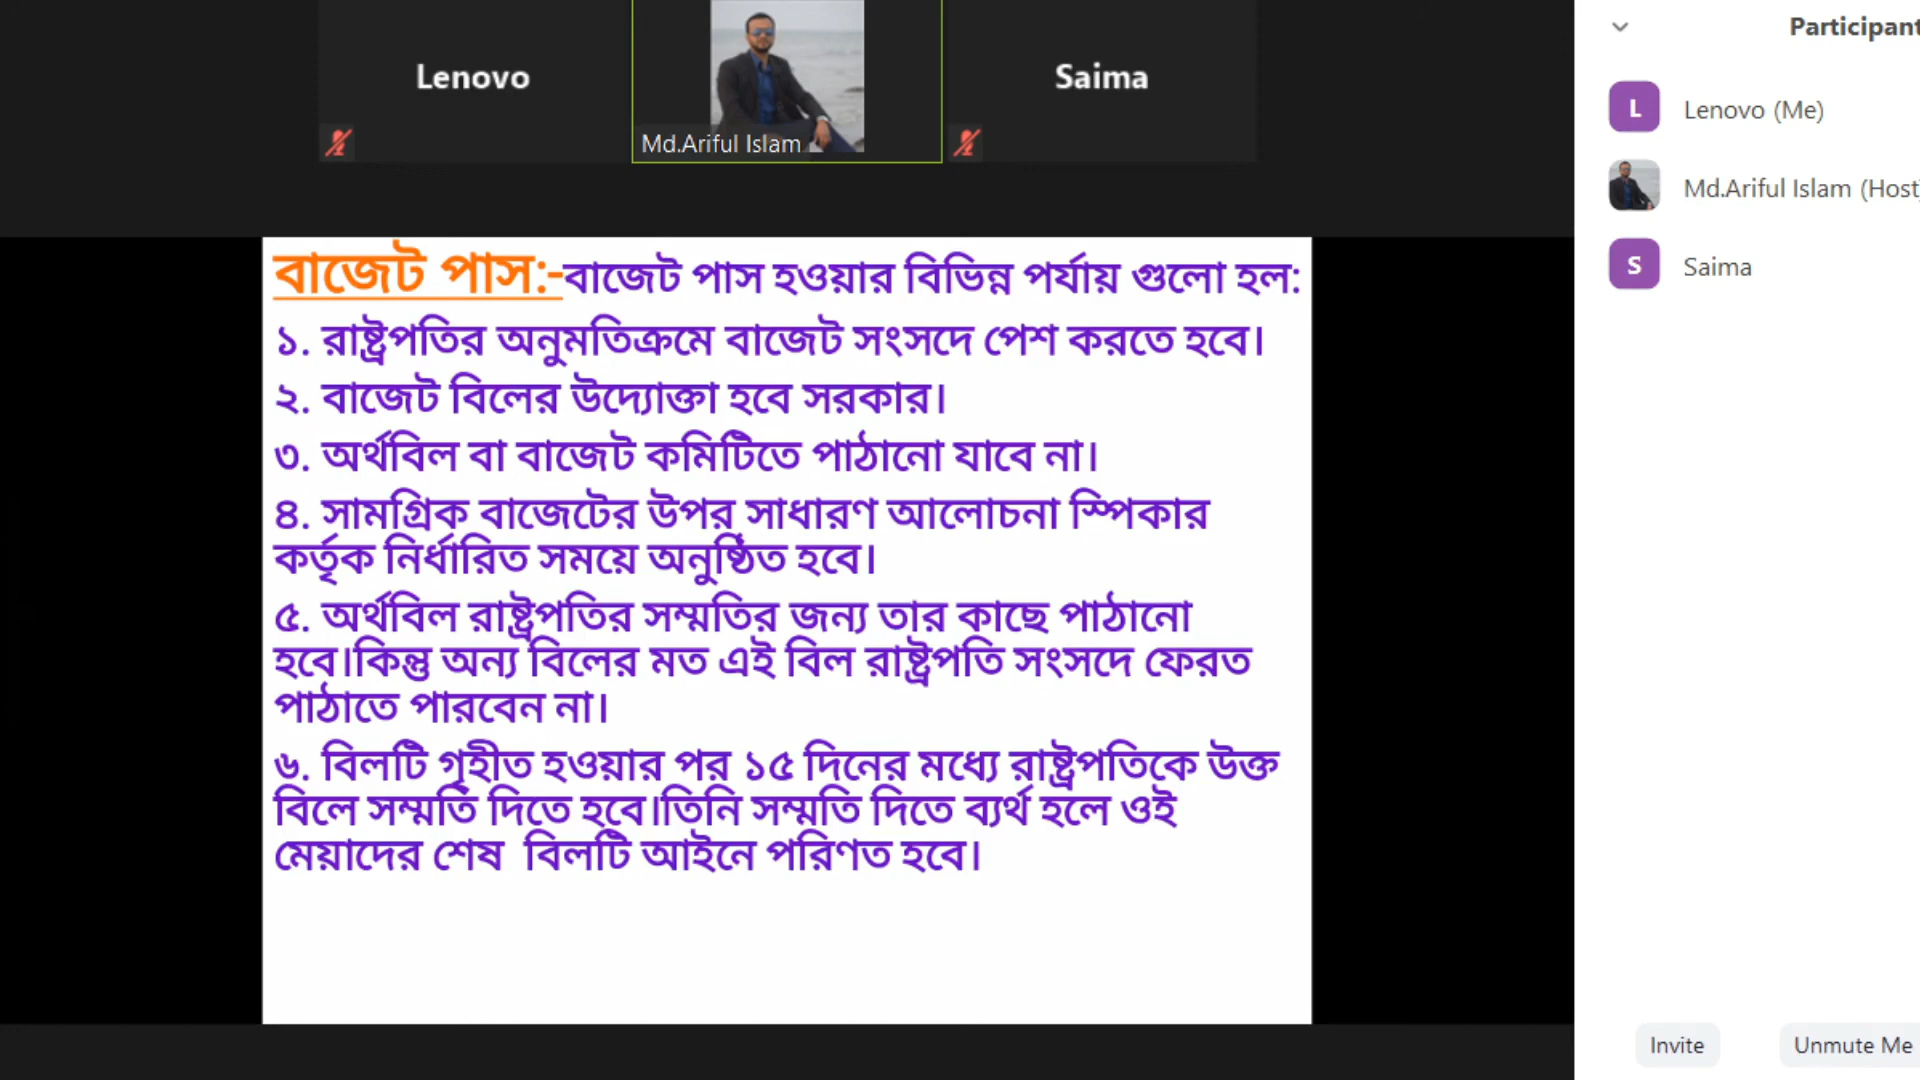 Lenovo
Md.Ariful Islam
Saima
Participant
L
Lenovo (Me)
Md.Ariful Islam (Host)
S
Saima
বাজেট পাস:-বাজেট পাস হওয়ার বিভিন্ন পর্যায় গুলো হল:
১. রাষ্ট্রপতির অনুমতিক্রমে বাজেট সংসদে পেশ করতে হবে।
২. বাজেট বিলের উদ্যোক্তা হবে সরকার।
৩. অর্থবিল বা বাজেট কমিটিতে পাঠানো যাবে না।
৪. সামগ্রিক বাজেটের উপর সাধারণ আলোচনা স্পিকার
কর্তৃক নির্ধারিত সময়ে অনুষ্ঠিত হবে।
৫. অর্থবিল রাষ্ট্রপতির সম্মতির জন্য তার কাছে পাঠানো
হবে।কিন্তু অন্য বিলের মত এই বিল রাষ্ট্রপতি সংসদে ফেরত
পাঠাতে পারবেন না।
৬. বিলটি গৃহীত হওয়ার পর ১৫ দিনের মধ্যে রাষ্ট্রপতিকে উক্ত
বিলে সম্মতি দিতে হবে।তিনি সম্মতি দিতে ব্যর্থ হলে ওই
মেয়াদের শেষ বিলটি আইনে পরিণত হবে।
Invite
Unmute Me